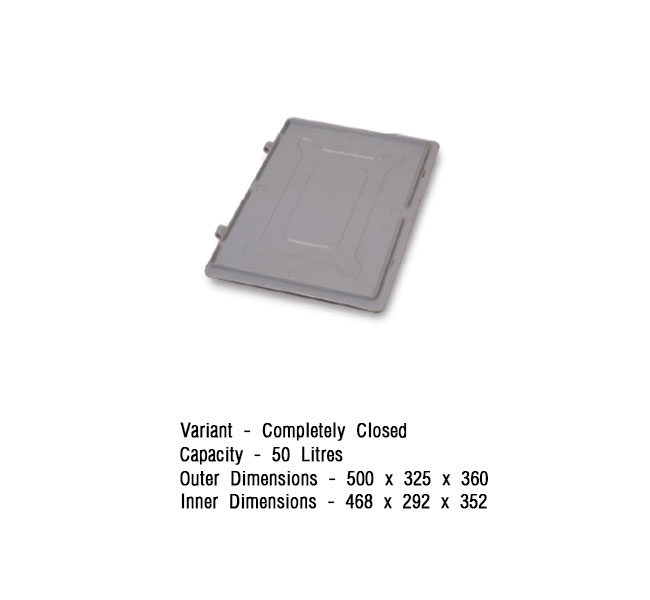 Variant - Completely Closed
Capacity - 50 Litres
Outer Dimensions - 500 x 325 x 360
Inner Dimensions - 468 x 292 x 352